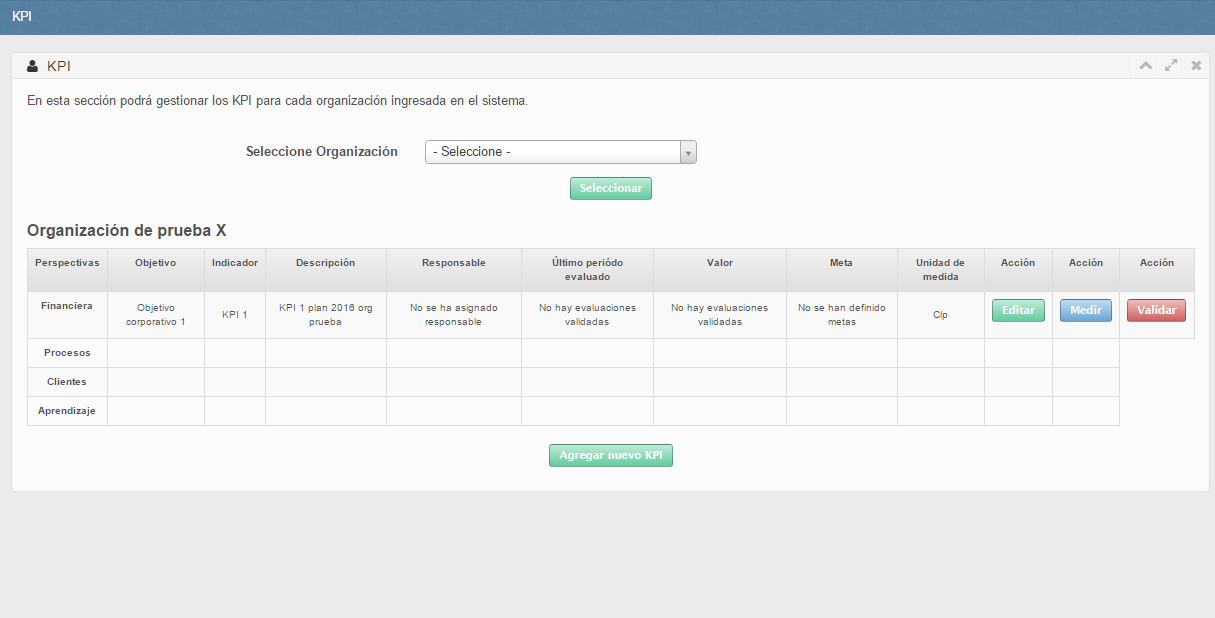 KPI
KPI
En esta sección podrá gestionar los KPI para cada organización ingresada en el sistema.
Seleccione Organización
- Seleccione -
Seleccionar
Organización de prueba X
Perspectivas Objetivo Indicador Descripción Responsable Último periódo evaluado Valor Meta Unidad de medida Acción Acción Acción
Financiera Objetivo corporativo 1 KPI 1 KPI 1 plan 2016 org prueba No se ha asignado responsable No hay evaluaciones validadas No hay evaluaciones validadas No se han definido metas Clp Editar Medir Validar
Procesos
Clientes
Aprendizaje
Agregar nuevo KPI